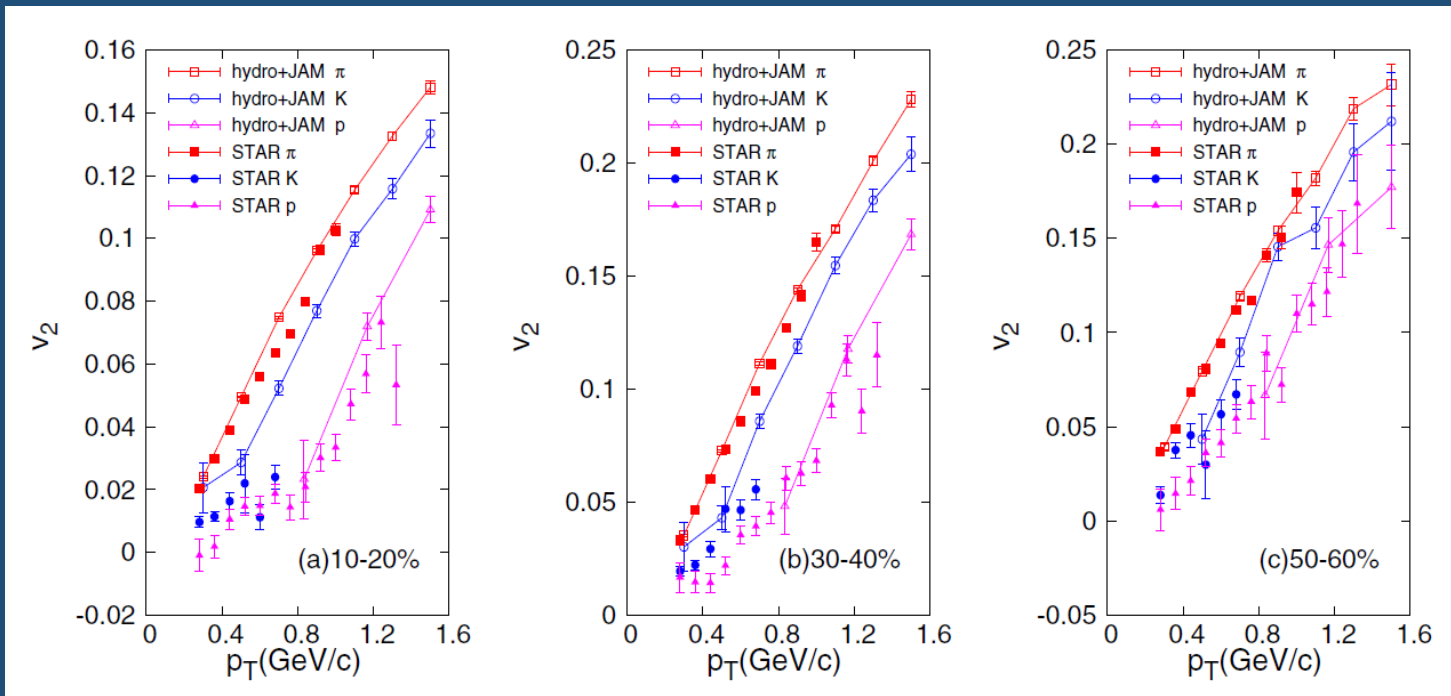 0.16
0.14
0.12
0.1
0.08
0.06
0.04
0.02
0
-0.02
v2
hydro+JAM π
hydro+JAM K
hydro+JAM p
STAR π
STAR K
STAR p
(a)10-20%
0 0.4 0.8 1.2 1.6
pT(GeV/c)
0.25
0.2
0.15
0.1
0.05
0
v2
hydro+JAM π
hydro+JAM K
hydro+JAM p
STAR π
STAR K
STAR p
(b)30-40%
0 0.4 0.8 1.2 1.6
pT(GeV/c)
0.25
0.2
0.15
0.1
0.05
0
-0.05
v2
hydro+JAM π
hydro+JAM K
hydro+JAM p
STAR π
STAR K
STAR p
(c)50-60%
0 0.4 0.8 1.2 1.6
pT(GeV/c)